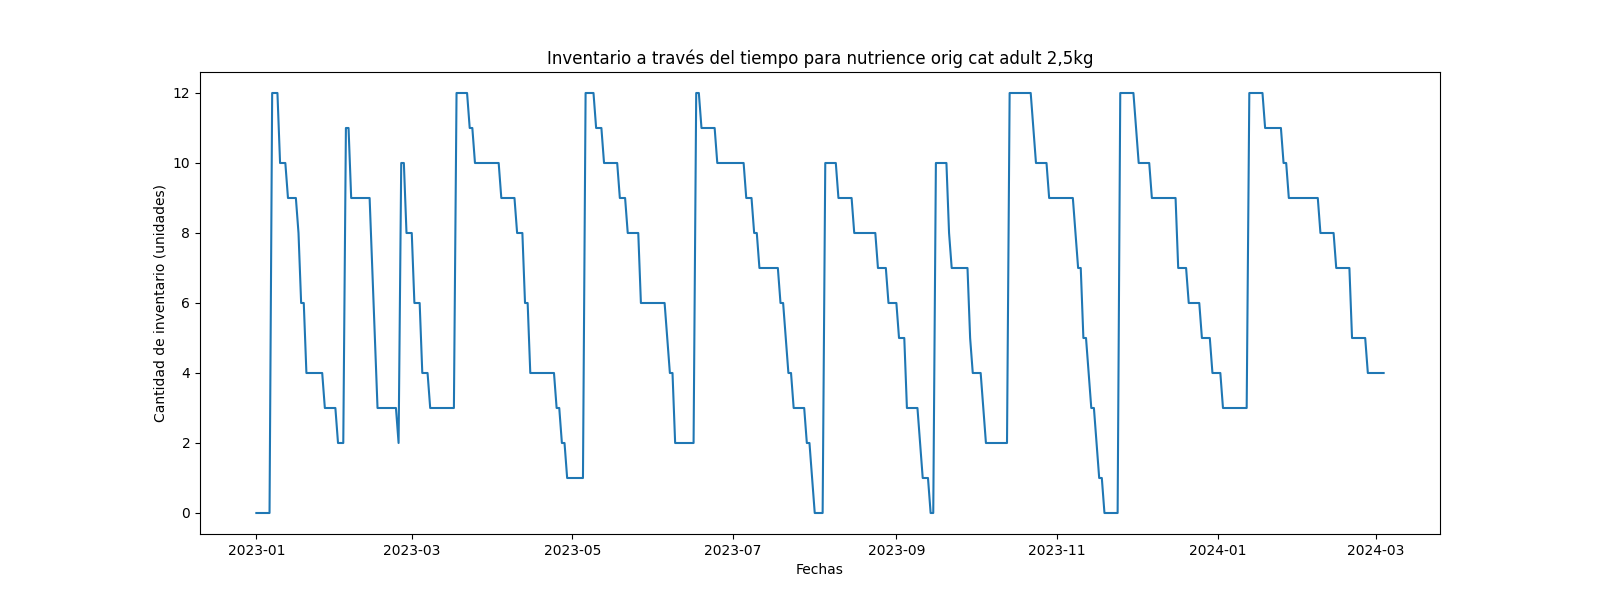 Inventario a través del tiempo para nutrience orig cat adult 2,5kg
Cantidad de inventario (unidades)
12
10
8
6
4
2
0
2023-01 2023-03 2023-05 2023-07 2023-09 2023-11 2024-01 2024-03
Fechas